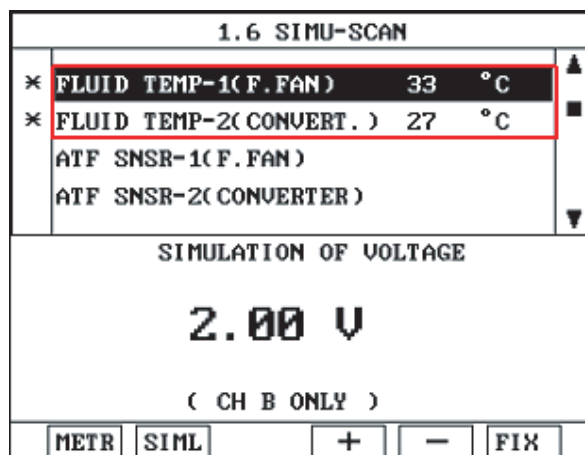 1.6 SIMU-SCAN
* FLUID TEMP-1(F.FAN) 33 °C
* FLUID TEMP-2(CONVERT.) 27 °C
ATF SNSR-1(F.FAN)
ATF SNSR-2(CONVERTER)
SIMULATION OF VOLTAGE
2.00 V
( CH B ONLY )
METR SIML + - FIX